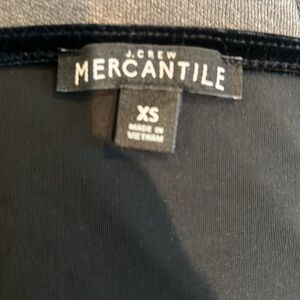 J.CREW
MERCANTILE
XS
MADE IN
VIETNAM